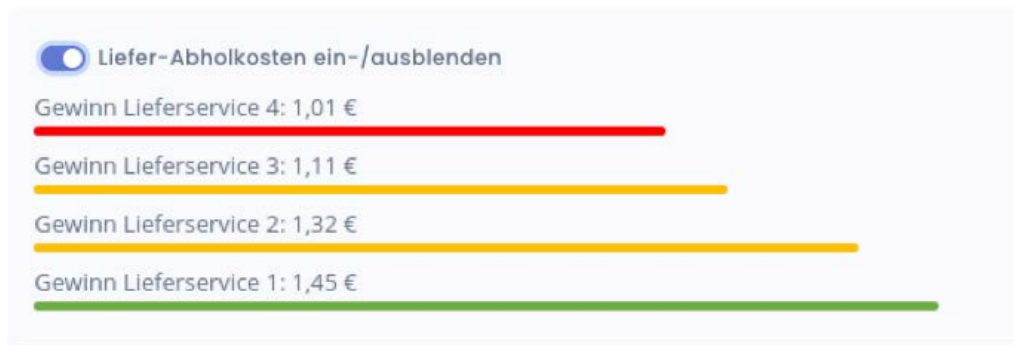 Liefer-Abholkosten ein-/ausblenden
Gewinn Lieferservice 4: 1,01 €
Gewinn Lieferservice 3: 1,11 €
Gewinn Lieferservice 2: 1,32 €
Gewinn Lieferservice 1: 1,45 €